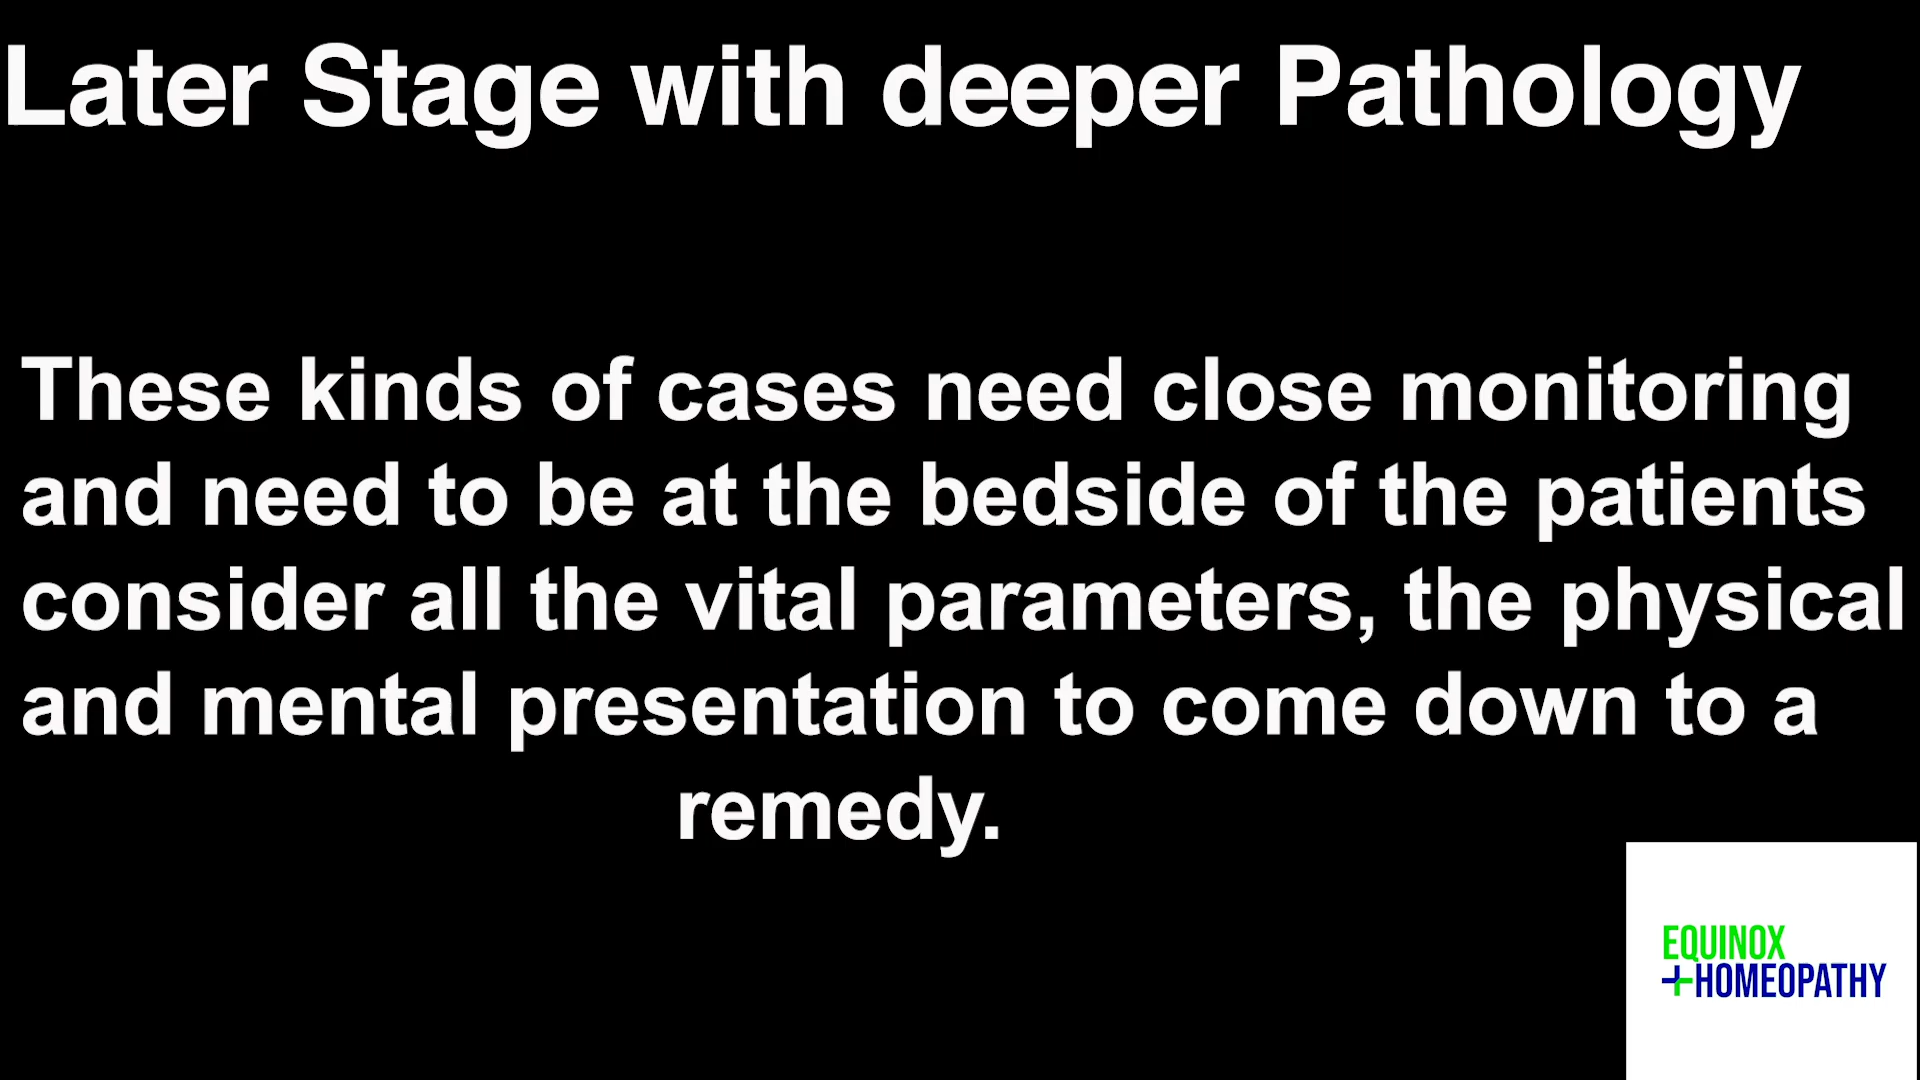 Later Stage with deeper Pathology
These kinds of cases need close monitoring
and need to be at the bedside of the patients
consider all the vital parameters, the physical
and mental presentation to come down to a
remedy.
EQUINOX
HOMEOPATHY